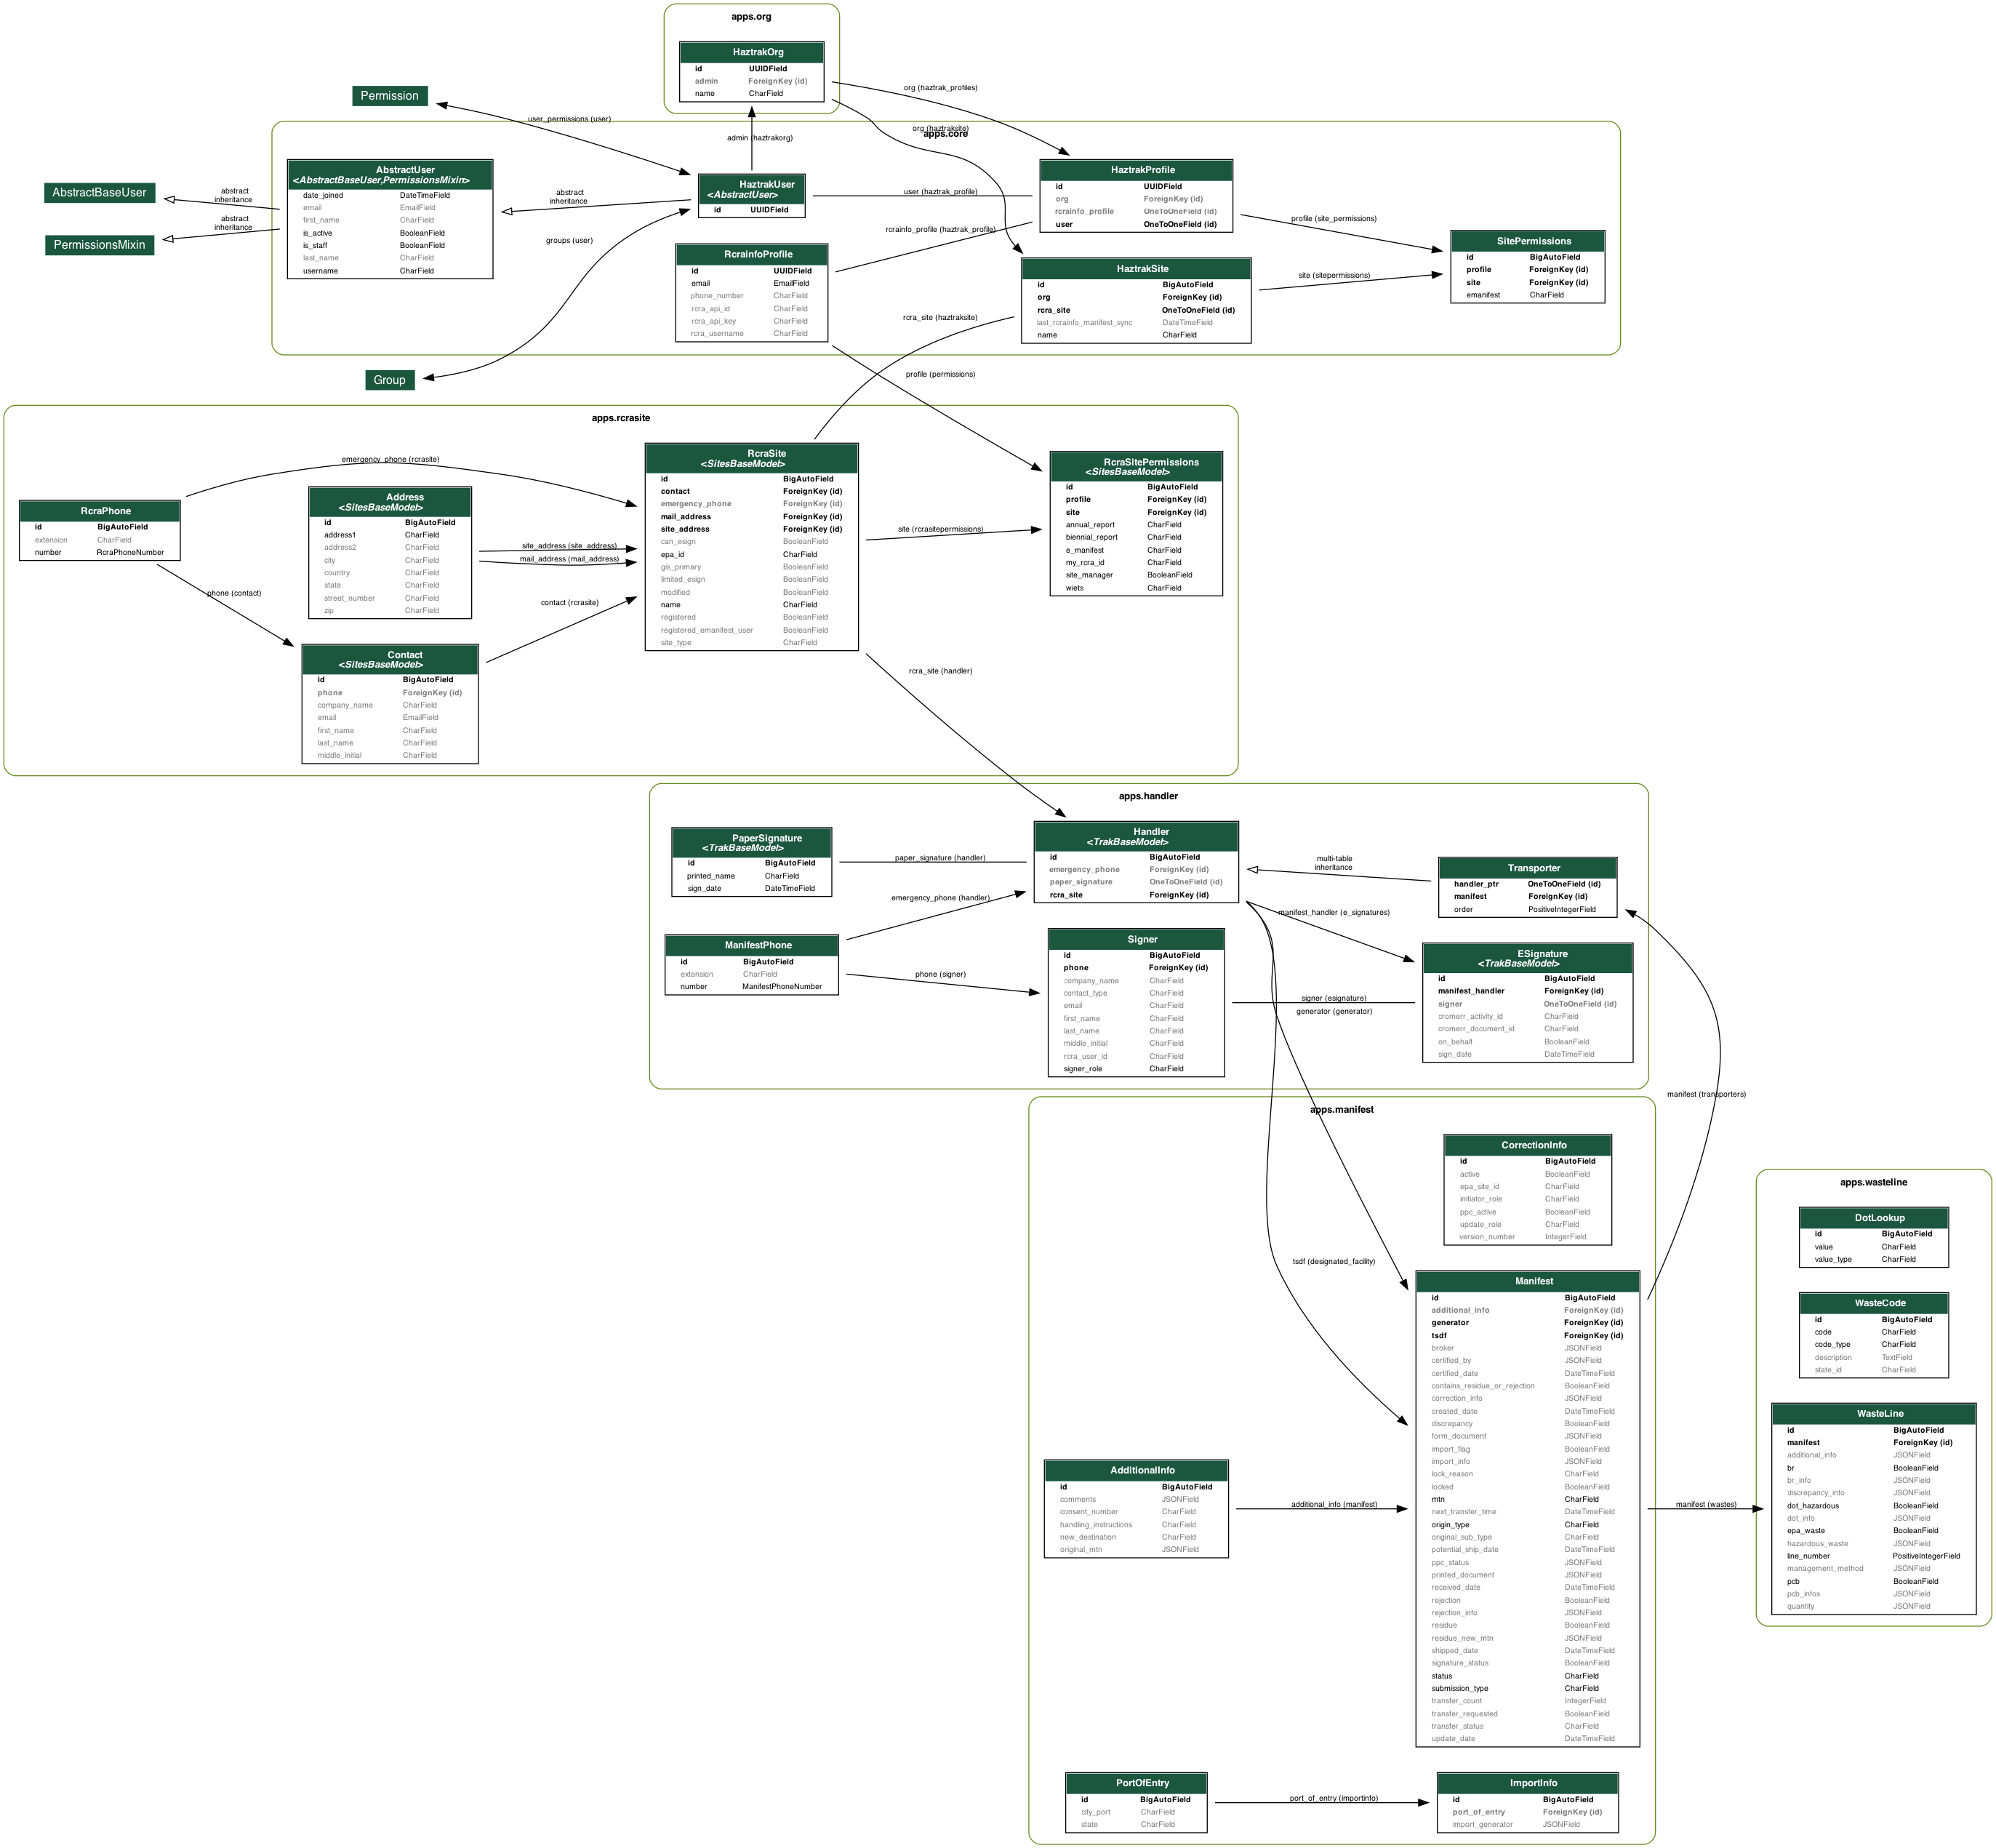 apps.org
HaztrakOrg
id UUIDField
admin ForeignKey (id)
name CharField
Permission
AbstractBaseUser
PermissionsMixin
Group
user_permissions (user)
admin (haztrakorg)
org (haztrak_profiles)
org (haztraksite)
apps.core
AbstractUser
<AbstractBaseUser,PermissionsMixin>
date_joined DateTimeField
email EmailField
first_name CharField
is_active BooleanField
is_staff BooleanField
last_name CharField
username CharField
abstract
inheritance
abstract
inheritance
abstract
inheritance
groups (user)
HaztrakUser
<AbstractUser>
id UUIDField
user (haztrak_profile)
rcrainfo_profile (haztrak_profile)
RcrainfoProfile
id UUIDField
email EmailField
phone_number CharField
rcra_api_id CharField
rcra_api_key CharField
rcra_username CharField
HaztrakProfile
id UUIDField
org ForeignKey (id)
rcrainfo_profile OneToOneField (id)
user OneToOneField (id)
HaztrakSite
id BigAutoField
org ForeignKey (id)
rcra_site OneToOneField (id)
last_rcrainfo_manifest_sync DateTimeField
name CharField
profile (site_permissions)
site (sitepermissions)
SitePermissions
id BigAutoField
profile ForeignKey (id)
site ForeignKey (id)
emanifest CharField
rcra_site (haztraksite)
profile (permissions)
apps.rcrasite
RcraPhone
id BigAutoField
extension CharField
number RcraPhoneNumber
emergency_phone (rcrasite)
phone (contact)
Address
<SitesBaseModel>
id BigAutoField
address1 CharField
address2 CharField
city CharField
country CharField
state CharField
street_number CharField
zip CharField
site_address (site_address)
mail_address (mail_address)
contact (rcrasite)
Contact
<SitesBaseModel>
id BigAutoField
phone ForeignKey (id)
company_name CharField
email EmailField
first_name CharField
last_name CharField
middle_initial CharField
RcraSite
<SitesBaseModel>
id BigAutoField
contact ForeignKey (id)
emergency_phone ForeignKey (id)
mail_address ForeignKey (id)
site_address ForeignKey (id)
can_esign BooleanField
epa_id CharField
gis_primary BooleanField
limited_esign BooleanField
modified BooleanField
name CharField
registered BooleanField
registered_emanifest_user BooleanField
site_type CharField
site (rcrasitepermissions)
RcraSitePermissions
<SitesBaseModel>
id BigAutoField
profile ForeignKey (id)
site ForeignKey (id)
annual_report CharField
biennial_report CharField
e_manifest CharField
my_rcra_id CharField
site_manager BooleanField
wiets CharField
rcra_site (handler)
apps.handler
PaperSignature
<TrakBaseModel>
id BigAutoField
printed_name CharField
sign_date DateTimeField
ManifestPhone
id BigAutoField
extension CharField
number ManifestPhoneNumber
paper_signature (handler)
emergency_phone (handler)
phone (signer)
Handler
<TrakBaseModel>
id BigAutoField
emergency_phone ForeignKey (id)
paper_signature OneToOneField (id)
rcra_site ForeignKey (id)
Signer
id BigAutoField
phone ForeignKey (id)
company_name CharField
contact_type CharField
email CharField
first_name CharField
last_name CharField
middle_initial CharField
rcra_user_id CharField
signer_role CharField
multi-table
inheritance
manifest_handler (e_signatures)
signer (esignature)
generator (generator)
Transporter
handler_ptr OneToOneField (id)
manifest ForeignKey (id)
order PositiveIntegerField
ESignature
<TrakBaseModel>
id BigAutoField
manifest_handler ForeignKey (id)
signer OneToOneField (id)
cromerr_activity_id CharField
cromerr_document_id CharField
on_behalf BooleanField
sign_date DateTimeField
manifest (transporters)
apps.manifest
CorrectionInfo
id BigAutoField
active BooleanField
epa_site_id CharField
initiator_role CharField
ppc_active BooleanField
update_role CharField
version_number IntegerField
tsdf (designated_facility)
Manifest
id BigAutoField
additional_info ForeignKey (id)
generator ForeignKey (id)
tsdf ForeignKey (id)
broker JSONField
certified_by JSONField
certified_date DateTimeField
contains_residue_or_rejection BooleanField
correction_info JSONField
created_date DateTimeField
discrepancy BooleanField
form_document JSONField
import_flag BooleanField
import_info JSONField
lock_reason CharField
locked BooleanField
mtn CharField
next_transfer_time DateTimeField
origin_type CharField
original_sub_type CharField
potential_ship_date DateTimeField
ppc_status JSONField
printed_document JSONField
received_date DateTimeField
rejection BooleanField
rejection_info JSONField
residue BooleanField
residue_new_mtn JSONField
shipped_date DateTimeField
signature_status BooleanField
status CharField
submission_type CharField
transfer_count IntegerField
transfer_requested BooleanField
transfer_status CharField
update_date DateTimeField
AdditionalInfo
id BigAutoField
comments JSONField
consent_number CharField
handling_instructions CharField
new_destination CharField
original_mtn JSONField
additional_info (manifest)
manifest (wastes)
PortOfEntry
id BigAutoField
city_port CharField
state CharField
port_of_entry (importinfo)
ImportInfo
id BigAutoField
port_of_entry ForeignKey (id)
import_generator JSONField
apps.wasteline
DotLookup
id BigAutoField
value CharField
value_type CharField
WasteCode
id BigAutoField
code CharField
code_type CharField
description TextField
state_id CharField
WasteLine
id BigAutoField
manifest ForeignKey (id)
additional_info JSONField
br BooleanField
br_info JSONField
discrepancy_info JSONField
dot_hazardous BooleanField
dot_info JSONField
epa_waste BooleanField
hazardous_waste JSONField
line_number PositiveIntegerField
management_method JSONField
pcb BooleanField
pcb_infos JSONField
quantity JSONField